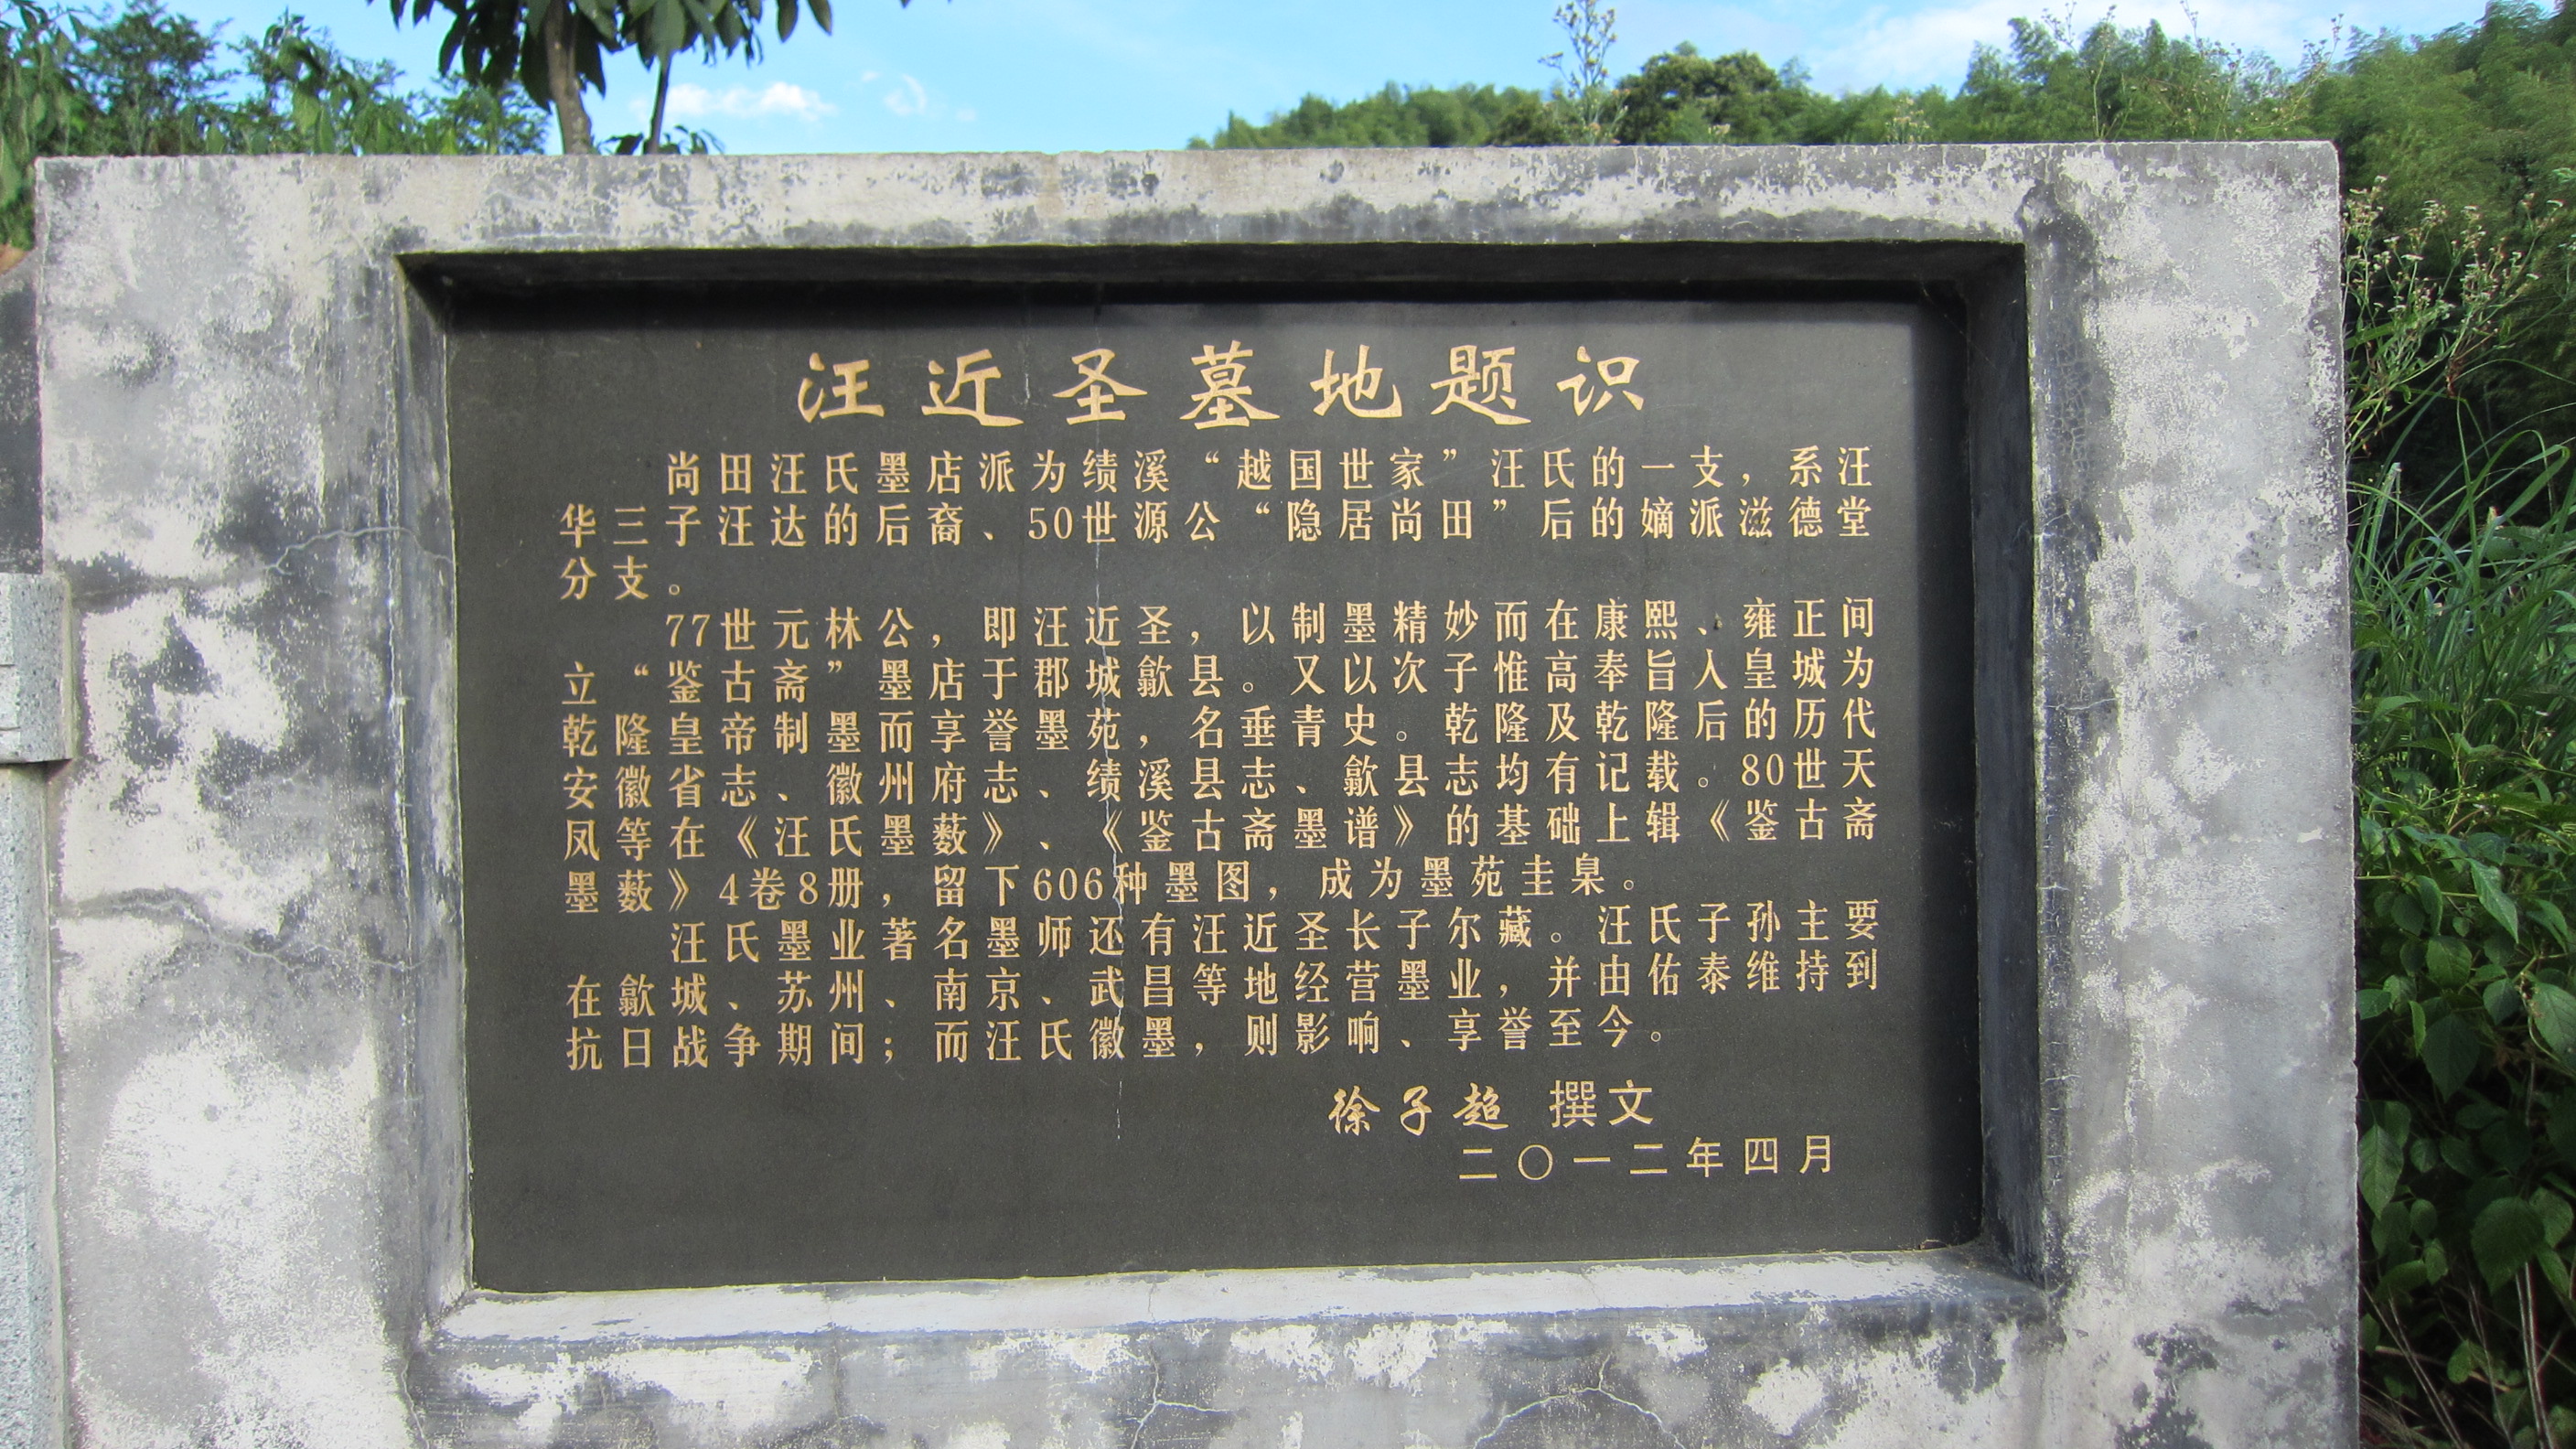 汪近圣墓地题识
尚田汪氏墨店派为绩溪“越国世家”汪氏的一支，系汪
华三子汪达的后裔、50世源公“隐居尚田”后的嫡派滋德堂
分支。
77世元林公，即汪近圣，以制墨精妙而在康熙、雍正间
立“鉴古斋”墨店于郡城歙县。又以次子惟高奉旨入皇城为
乾隆皇帝制墨而享誉墨苑，名垂青史。乾隆及乾隆后的历代
安徽省志、徽州府志、绩溪县志、歙县志均有记载。80世天
凤等在《汪氏墨薮》、《鉴古斋墨谱》的基础上辑《鉴古斋
墨薮》4卷8册，留下606种墨图，成为墨苑圭臬。
汪氏墨业著名墨师还有汪近圣长子尔藏。汪氏子孙主要
在歙城、苏州、南京、武昌等地经营墨业，并由佑泰维持到
抗日战争期间；而汪氏徽墨，则影响、享誉至今。
徐子超 撰文
二〇一二年四月